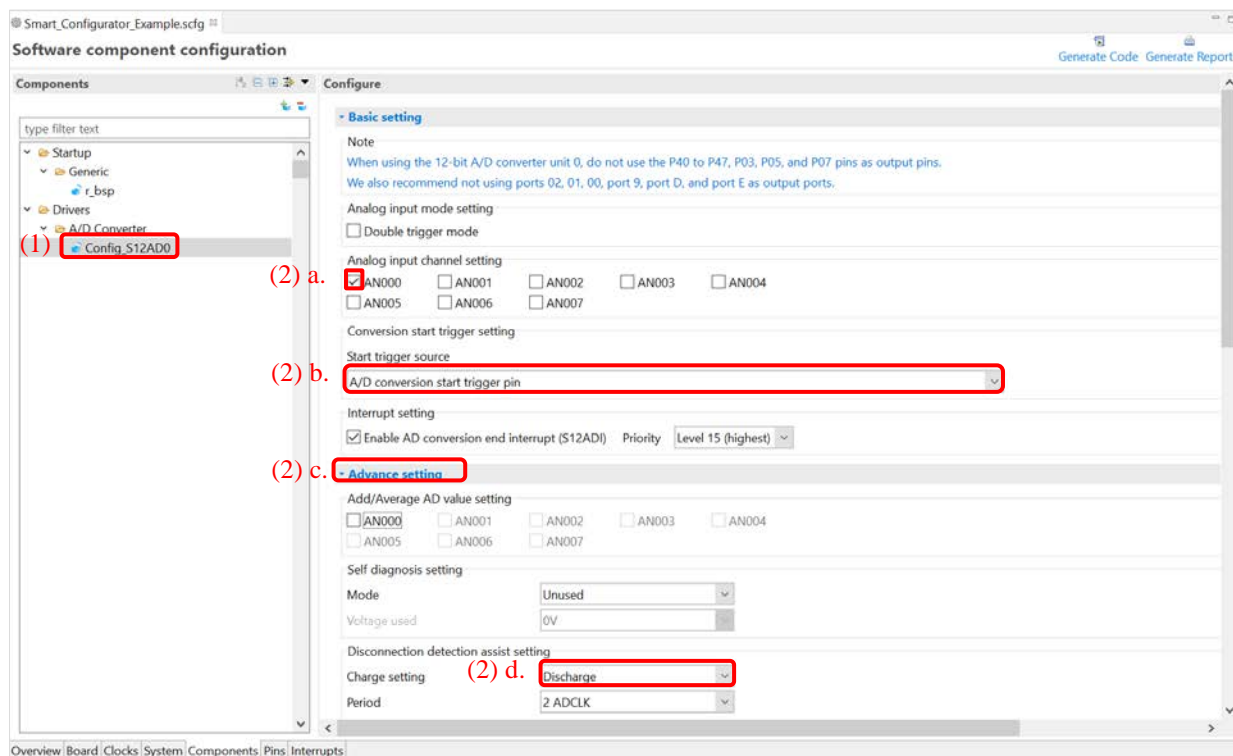 Smart_Configurator_Example.scfg
Software component configuration
Generate Code Generate Report
Components
Configure
type filter text
Startup
Generic
r_bsp
Drivers
A/D Converter
(1) Config_S12AD0
Basic setting
Note
When using the 12-bit A/D converter unit 0, do not use the P40 to P47, P03, P05, and P07 pins as output pins.
We also recommend not using ports 02, 01, 00, port 9, port D, and port E as output ports.
Analog input mode setting
Double trigger mode
Analog input channel setting
(2) a. AN000 AN001 AN002 AN003 AN004
AN005 AN006 AN007
Conversion start trigger setting
Start trigger source
(2) b. A/D conversion start trigger pin
Interrupt setting
Enable AD conversion end interrupt (S12ADI) Priority Level 15 (highest)
(2) c. Advance setting
Add/Average AD value setting
AN000 AN001 AN002 AN003 AN004
AN005 AN006 AN007
Self diagnosis setting
Mode Unused
Voltage used 0V
Disconnection detection assist setting
Charge setting (2) d. Discharge
Period 2 ADCLK
Overview Board Clocks System Components Pins Interrupts